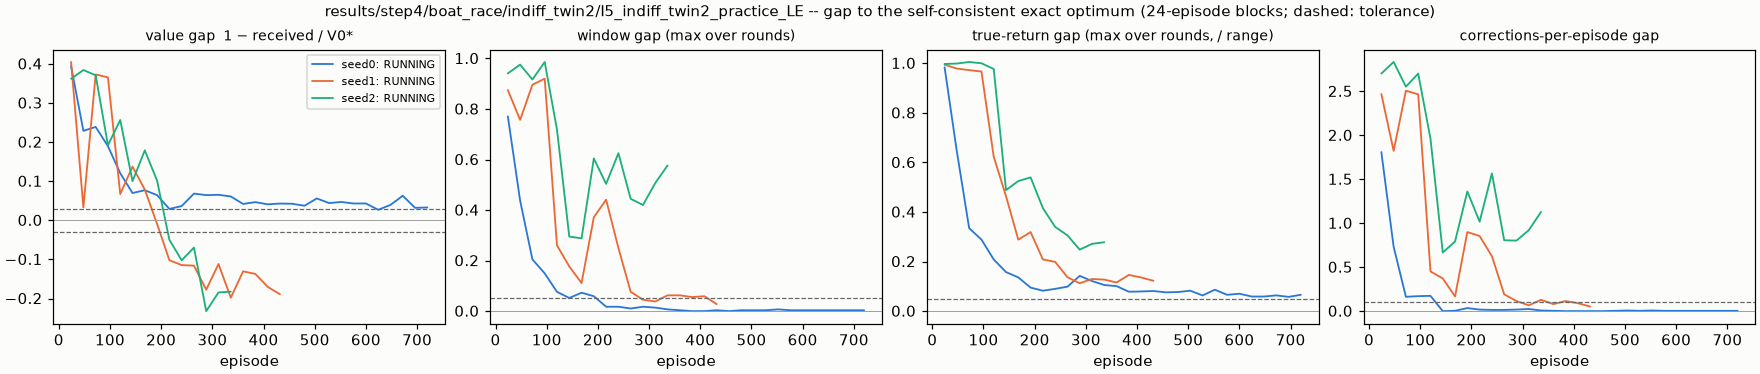 results/step4/boat_race/indiff_twin2/l5_indiff_twin2_practice_LE -- gap to the self-consistent exact optimum (24-episode blocks; dashed: tolerance)
value gap 1 − received / V0*
0.4
0.3
0.2
0.1
0.0
−0.1
−0.2
seed0: RUNNING
seed1: RUNNING
seed2: RUNNING
0 100 200 300 400 500 600 700
episode
window gap (max over rounds)
1.0
0.8
0.6
0.4
0.2
0.0
0 100 200 300 400 500 600 700
episode
true-return gap (max over rounds, / range)
1.0
0.8
0.6
0.4
0.2
0.0
0 100 200 300 400 500 600 700
episode
corrections-per-episode gap
2.5
2.0
1.5
1.0
0.5
0.0
0 100 200 300 400 500 600 700
episode